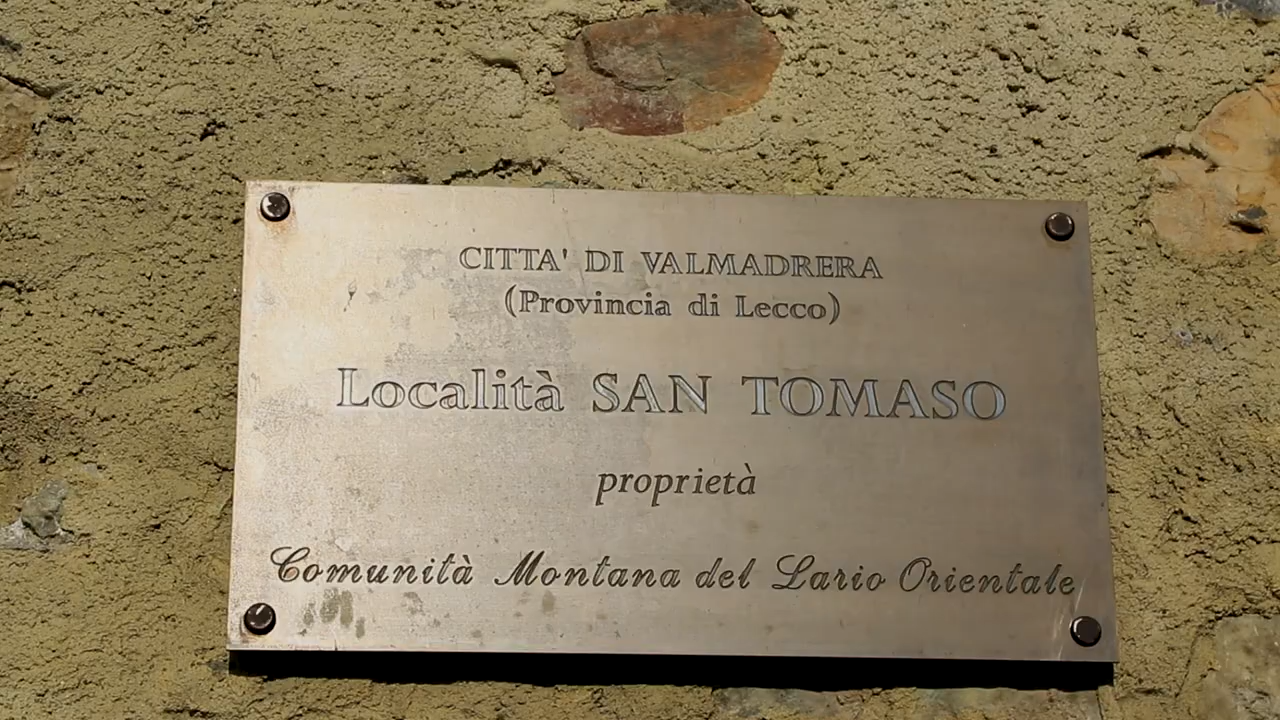 CITTA' DI VALMADRERA
(Provincia di Lecco)
Località SAN TOMASO
proprietà
Comunità Montana del Lario Orientale